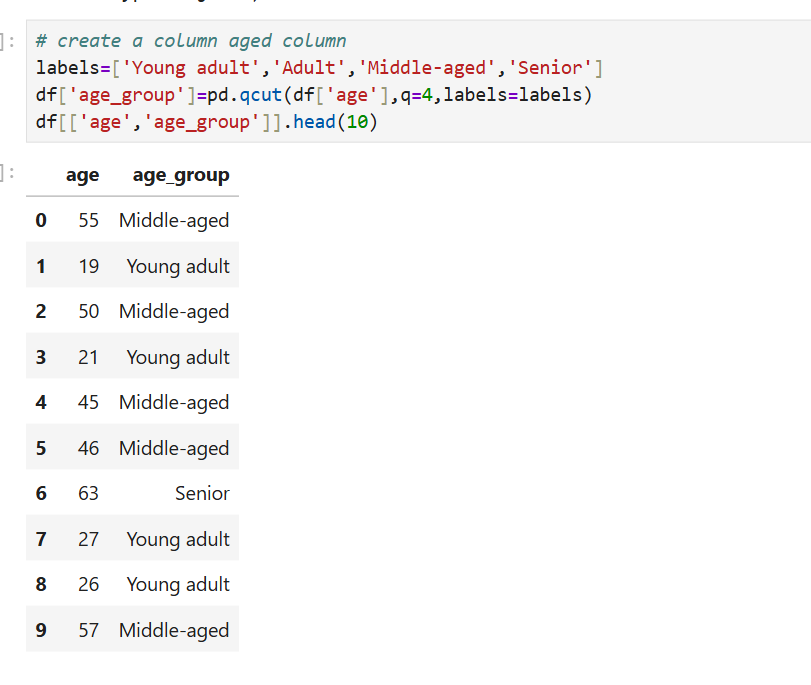 ]: # create a column aged column
labels=['Young adult','Adult','Middle-aged','Senior']
df['age_group']=pd.qcut(df['age'],q=4,labels=labels)
df[['age','age_group']].head(10)
]:
age age_group
0 55 Middle-aged
1 19 Young adult
2 50 Middle-aged
3 21 Young adult
4 45 Middle-aged
5 46 Middle-aged
6 63 Senior
7 27 Young adult
8 26 Young adult
9 57 Middle-aged